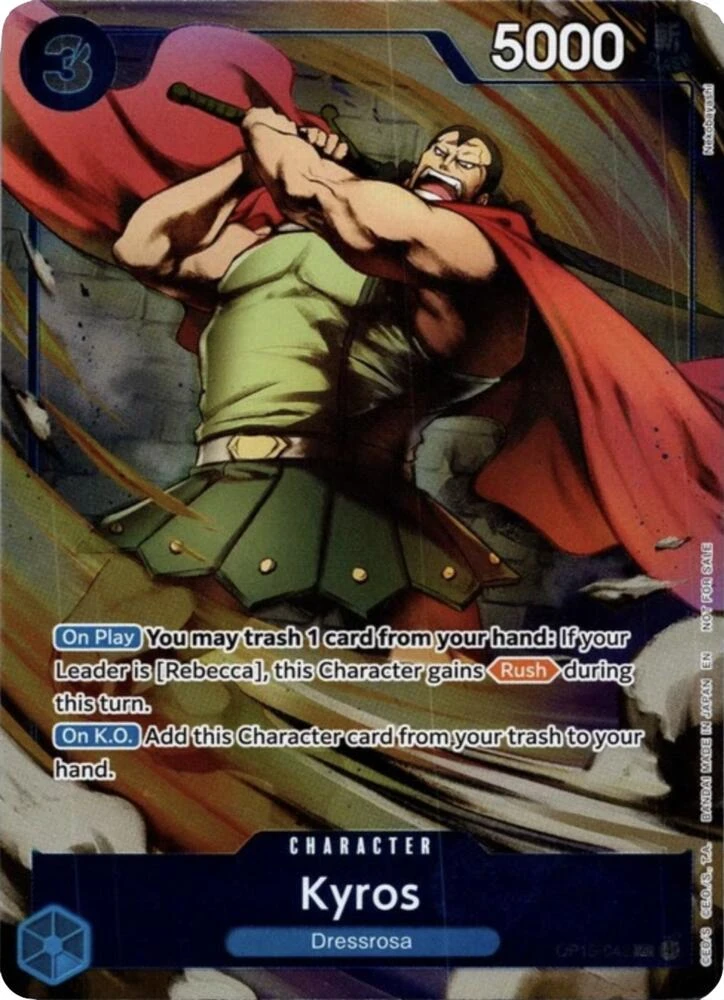 3
5000
斬
Nekobayashi
On Play You may trash 1 card from your hand: If your
Leader is [Rebecca], this Character gains Rush during
this turn.
On K.O. Add this Character card from your trash to your
hand.
CHARACTER
Kyros
Dressrosa
BANDAI MADE IN JAPAN EN NOT FOR SALE
©E.O./S., T.A.